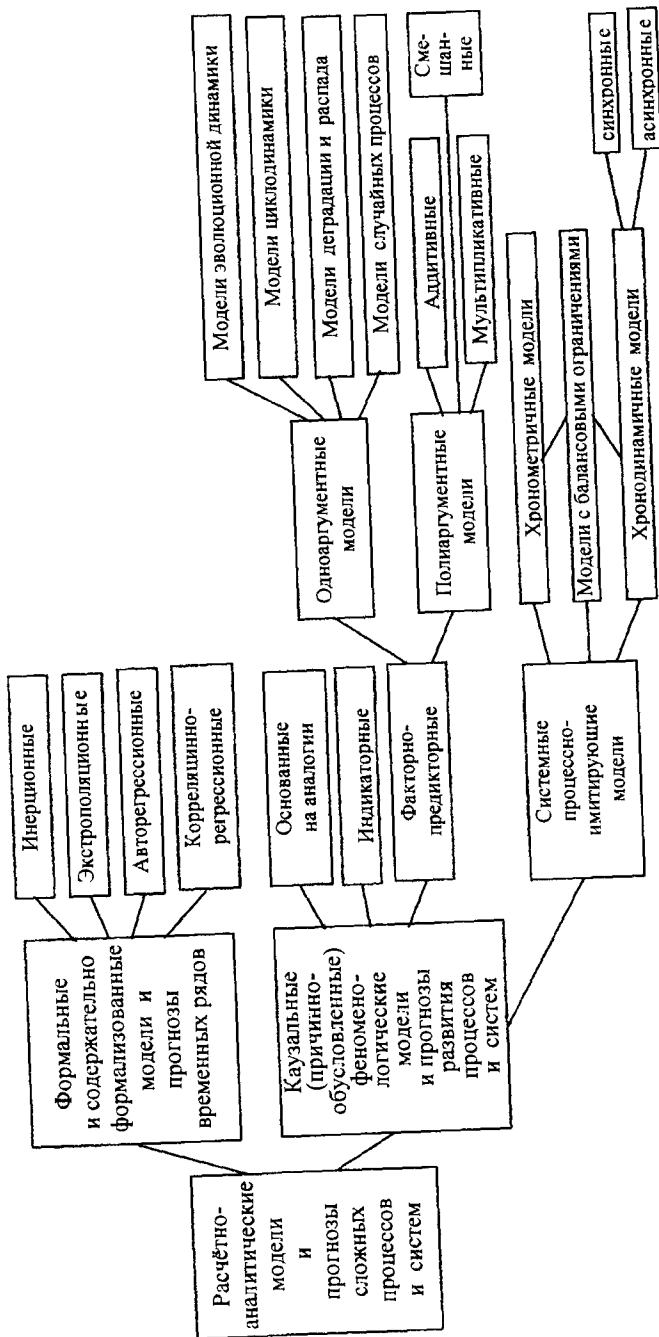 Расчётно-
аналитические
модели
и
прогнозы
сложных
процессов
и систем
Формальные
и содержательно
формализованные
модели и
прогнозы
временных рядов
Инерционные
Экстрополяционные
Авторегрессионные
Корреляцинно-
регрессионные
Каузальные
(причинно-
обусловленные)
феномено-
логические
модели
и прогнозы
развития
процессов
и систем
Основанные
на аналогии
Индикаторные
Факторно-
предикторные
Одноаргументные
модели
Модели эволюционной динамики
Модели циклодинамики
Модели деградации и распада
Модели случайных процессов
Полиаргументные
модели
Аддитивные
Мультипликативные
Сме-
шан-
ные
Системные
процессно-
имитирующие
модели
Хронометричные модели
Модели с балансовыми ограничениями
Хронодинамичные модели
синхронные
асинхронные